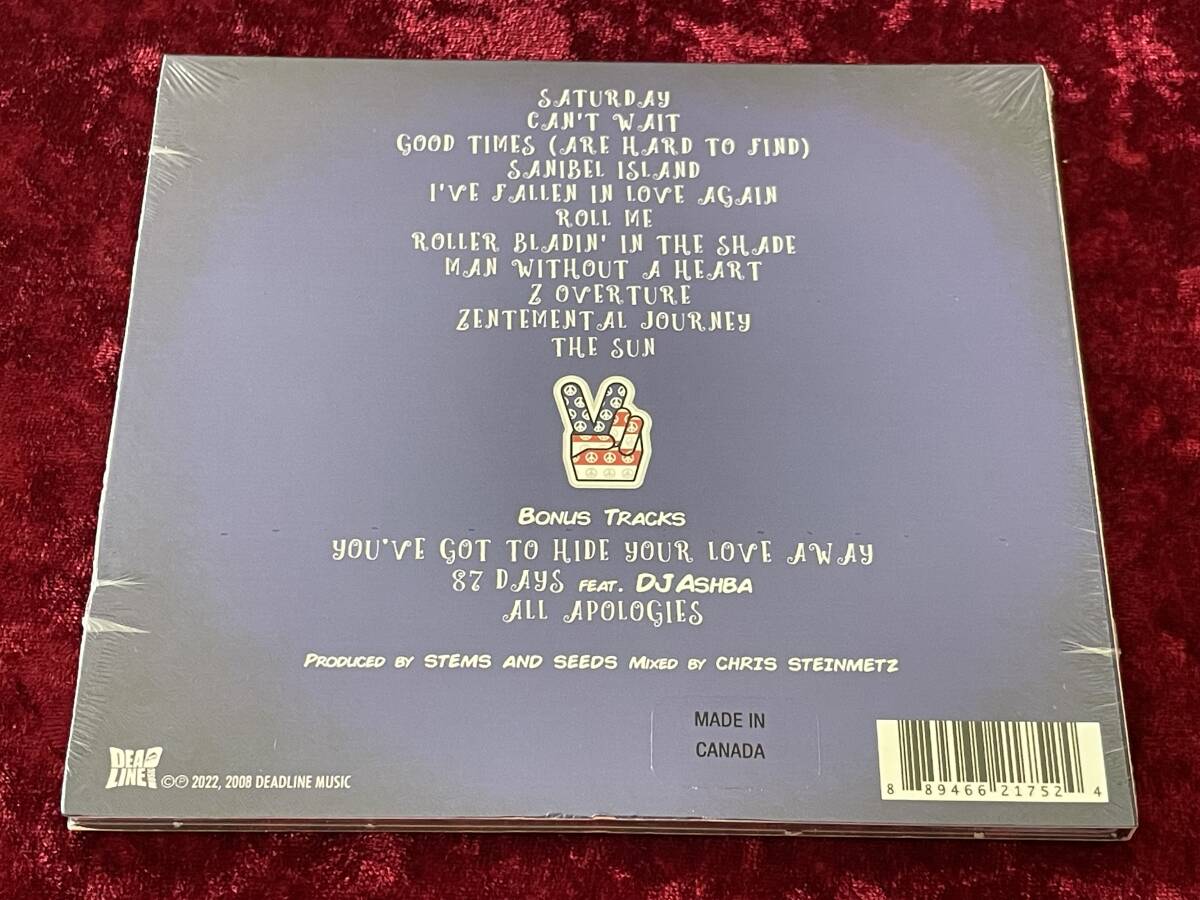 SATURDAY
CAN'T WAIT
GOOD TIMES (ARE HARD TO FIND)
SANIBEL ISLAND
I'VE FALLEN IN LOVE AGAIN
ROLL ME
ROLLER BLADIN' IN THE SHADE
MAN WITHOUT A HEART
Z OVERTURE
ZENTEMENTAL JOURNEY
THE SUN
BONUS TRACKS
YOU'VE GOT TO HIDE YOUR LOVE AWAY
87 DAYS FEAT. DJ ASHBA
ALL APOLOGIES
PRODUCED BY STEMS AND SEEDS MIXED BY CHRIS STEINMETZ
MADE IN
CANADA
DEAD
LINE MUSIC
©℗ 2022, 2008 DEADLINE MUSIC
8 89466 21752 4